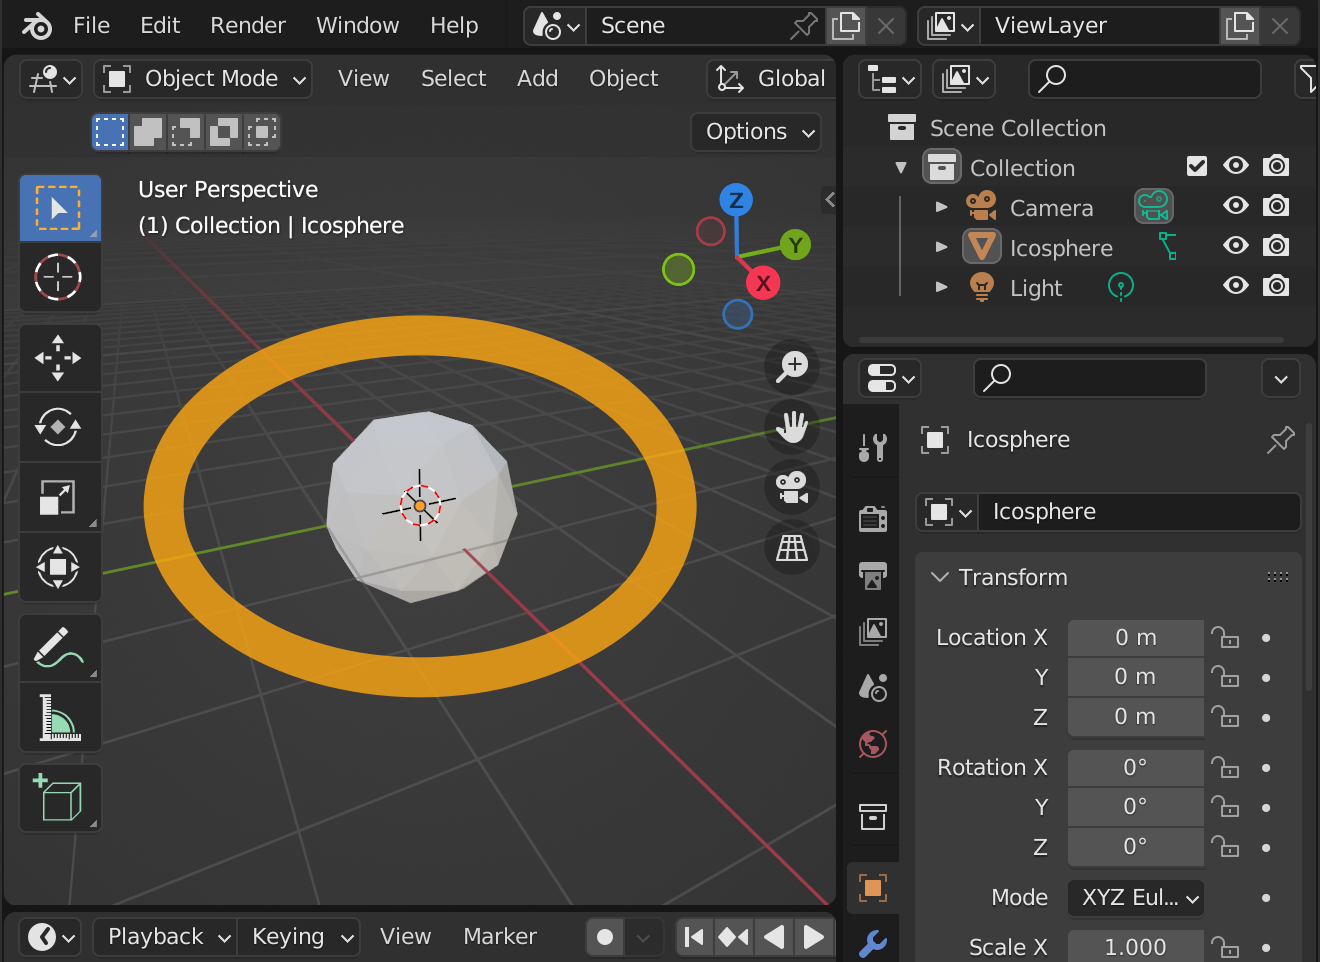 File Edit Render Window Help Scene ViewLayer
Object Mode View Select Add Object Global
Options
User Perspective
(1) Collection | Icosphere
Z
Y
X
Scene Collection
Collection
Camera
Icosphere
Light
Icosphere
Icosphere
Transform
Location X 0 m
Y 0 m
Z 0 m
Rotation X 0°
Y 0°
Z 0°
Mode XYZ Eul...
Scale X 1.000
Playback Keying View Marker